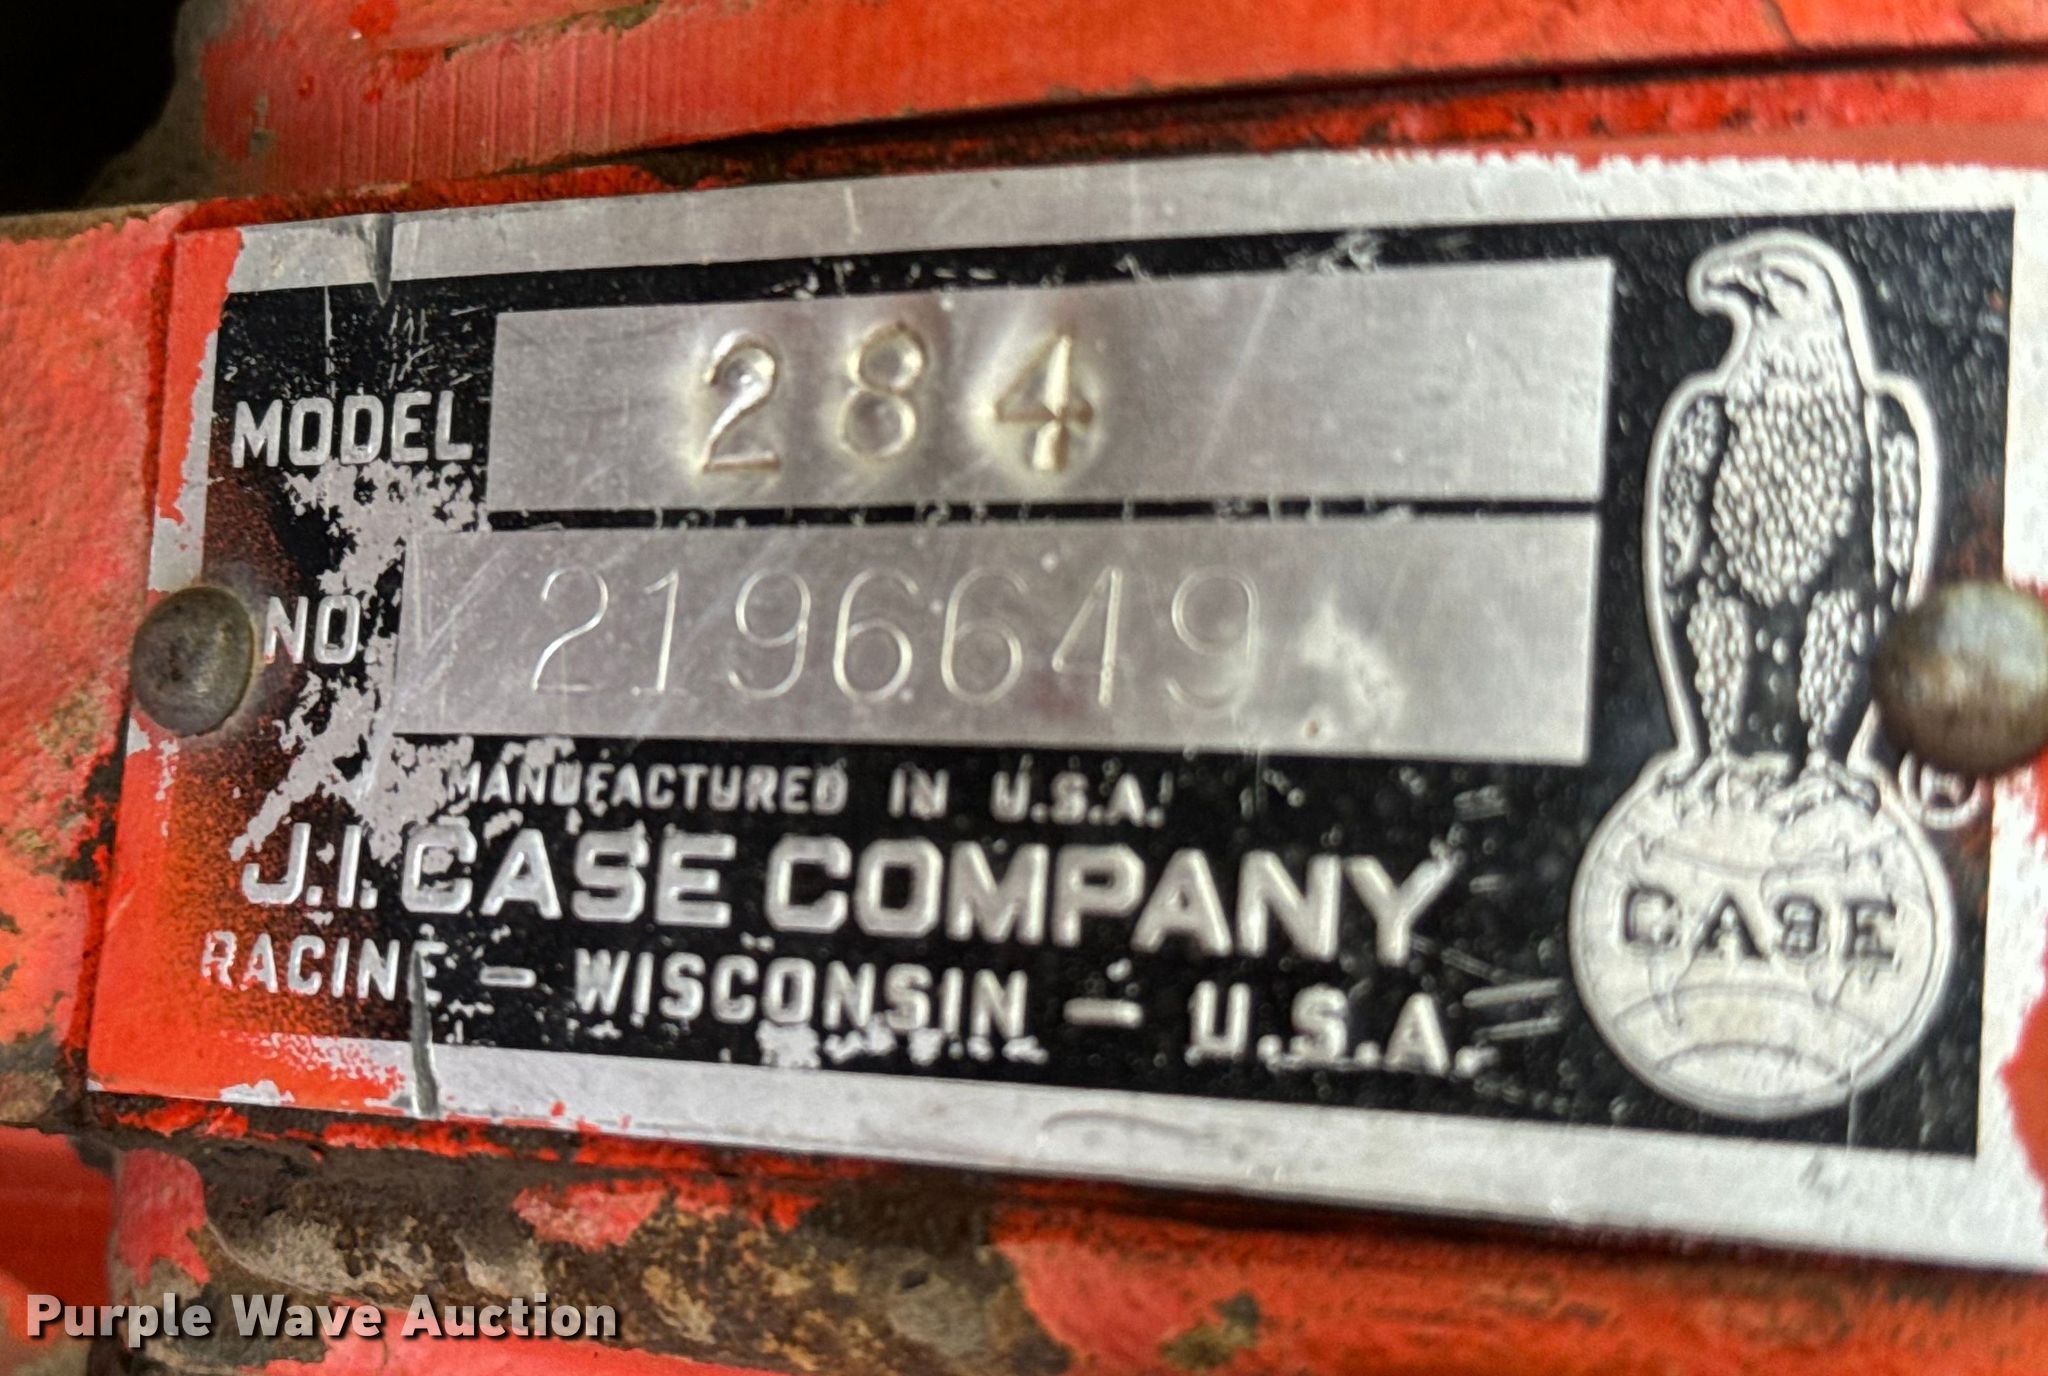 MODEL 284
NO 2196649
MANUFACTURED IN U.S.A.
J.I. CASE COMPANY
RACINE - WISCONSIN - U.S.A.
CASE
®
Purple Wave Auction